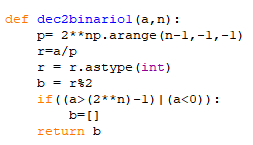 def dec2binario1(a,n):
    p= 2**np.arange(n-1,-1,-1)
    r=a/p
    r = r.astype(int)
    b = r%2
    if((a>(2**n)-1)|(a<0)):
        b=[]
    return b